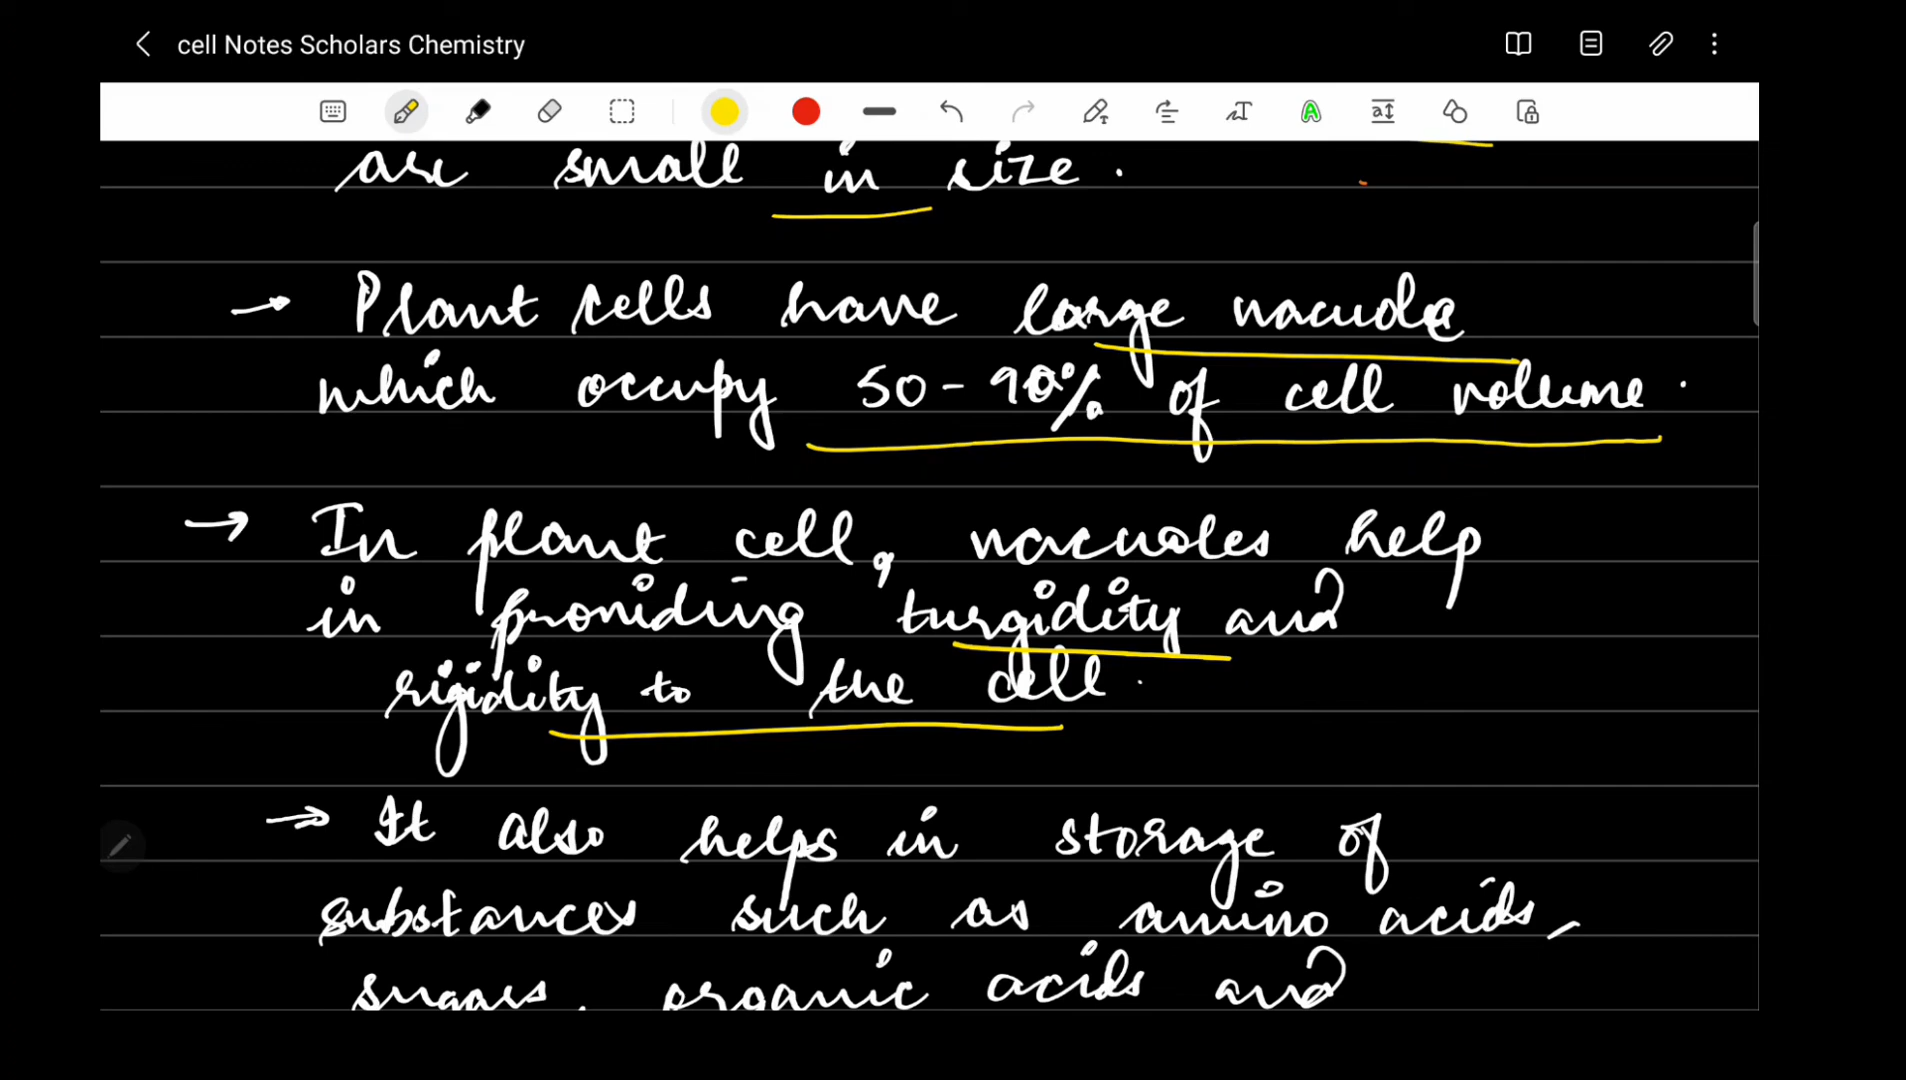 cell Notes Scholars Chemistry
are small in size.
→ Plant cells have large vacuole
which occupy 50-90% of cell volume.
→ In plant cell, vacuoles help
in providing turgidity and
rigidity to the cell.
→ It also helps in storage of
substances such as amino acids,
sugars, organic acids and